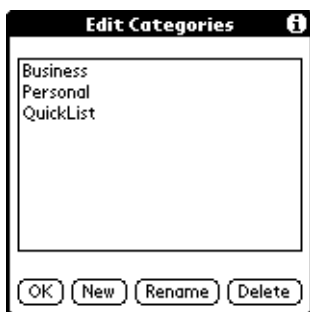 Edit Categories i
Business
Personal
QuickList
OK New Rename Delete